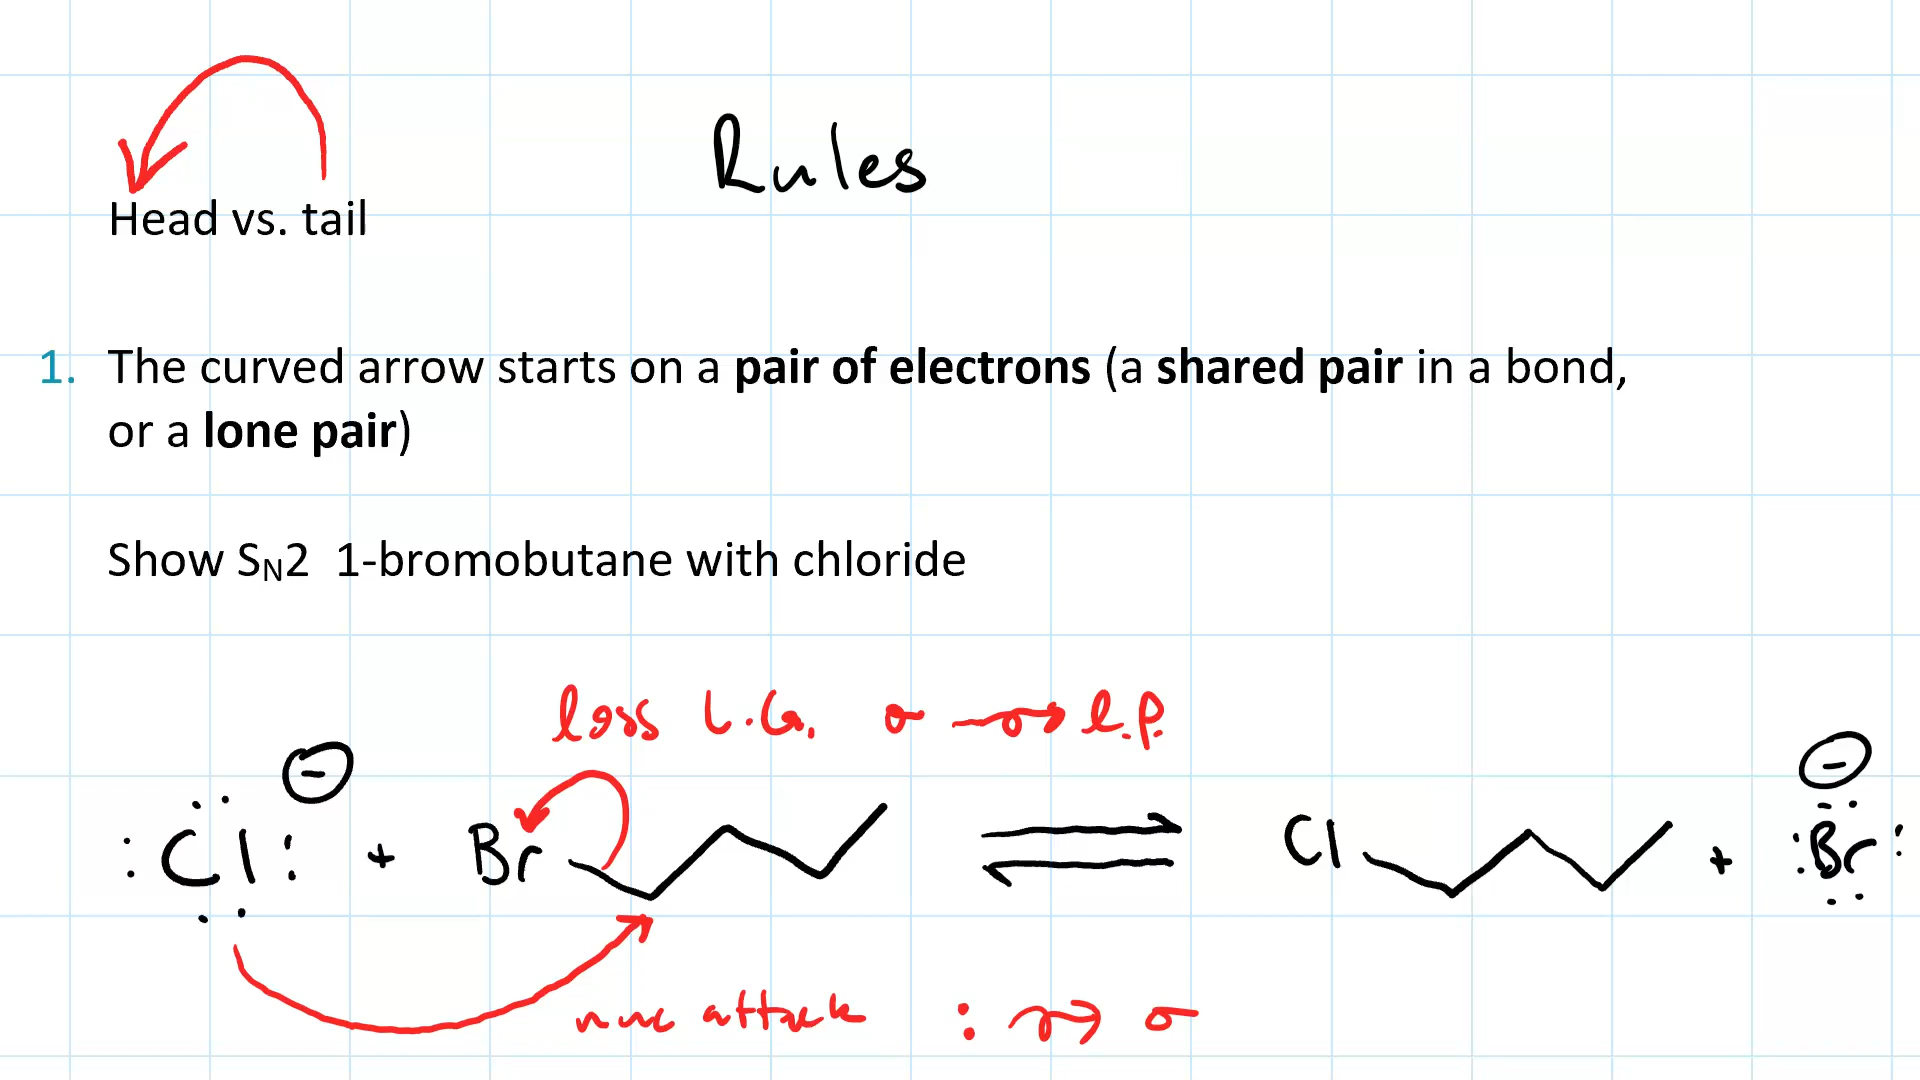 Rules
Head vs. tail
1. The curved arrow starts on a pair of electrons (a shared pair in a bond,
or a lone pair)
Show SN2 1-bromobutane with chloride
loss L.G. σ → l.p.
:Cl: ⊖ + Br ⇌ Cl + :Br: ⊖
nuc attack : → σ